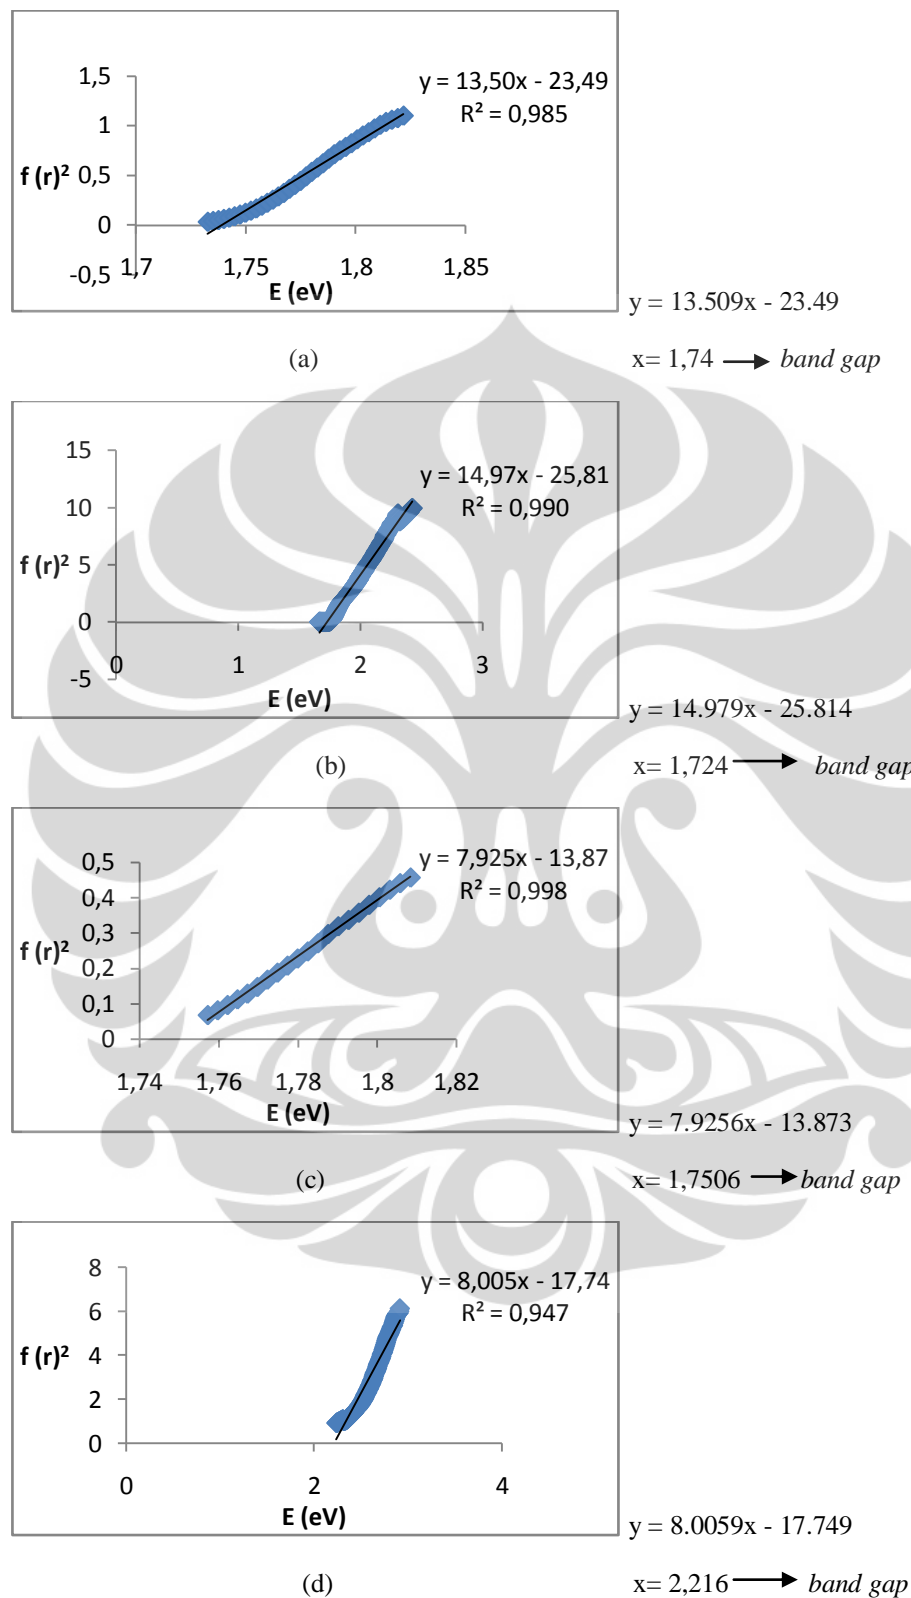 1,5
y = 13,50x - 23,49
R² = 0,985
1
f (r)² 0,5
0
-0,5 1,7 1,75 1,8 1,85
E (eV)
y = 13.509x - 23.49
(a) x= 1,74 → band gap
15
y = 14,97x - 25,81
R² = 0,990
10
f (r)² 5
0
0 1 2 3
-5
E (eV)
y = 14.979x - 25.814
(b) x= 1,724 → band gap
0,5
y = 7,925x - 13,87
R² = 0,998
0,4
0,3
f (r)²
0,2
0,1
0
1,74 1,76 1,78 1,8 1,82
E (eV)
y = 7.9256x - 13.873
(c) x= 1,7506 → band gap
8
y = 8,005x - 17,74
R² = 0,947
6
f (r)² 4
2
0
0 2 4
E (eV)
y = 8.0059x - 17.749
(d) x= 2,216 → band gap